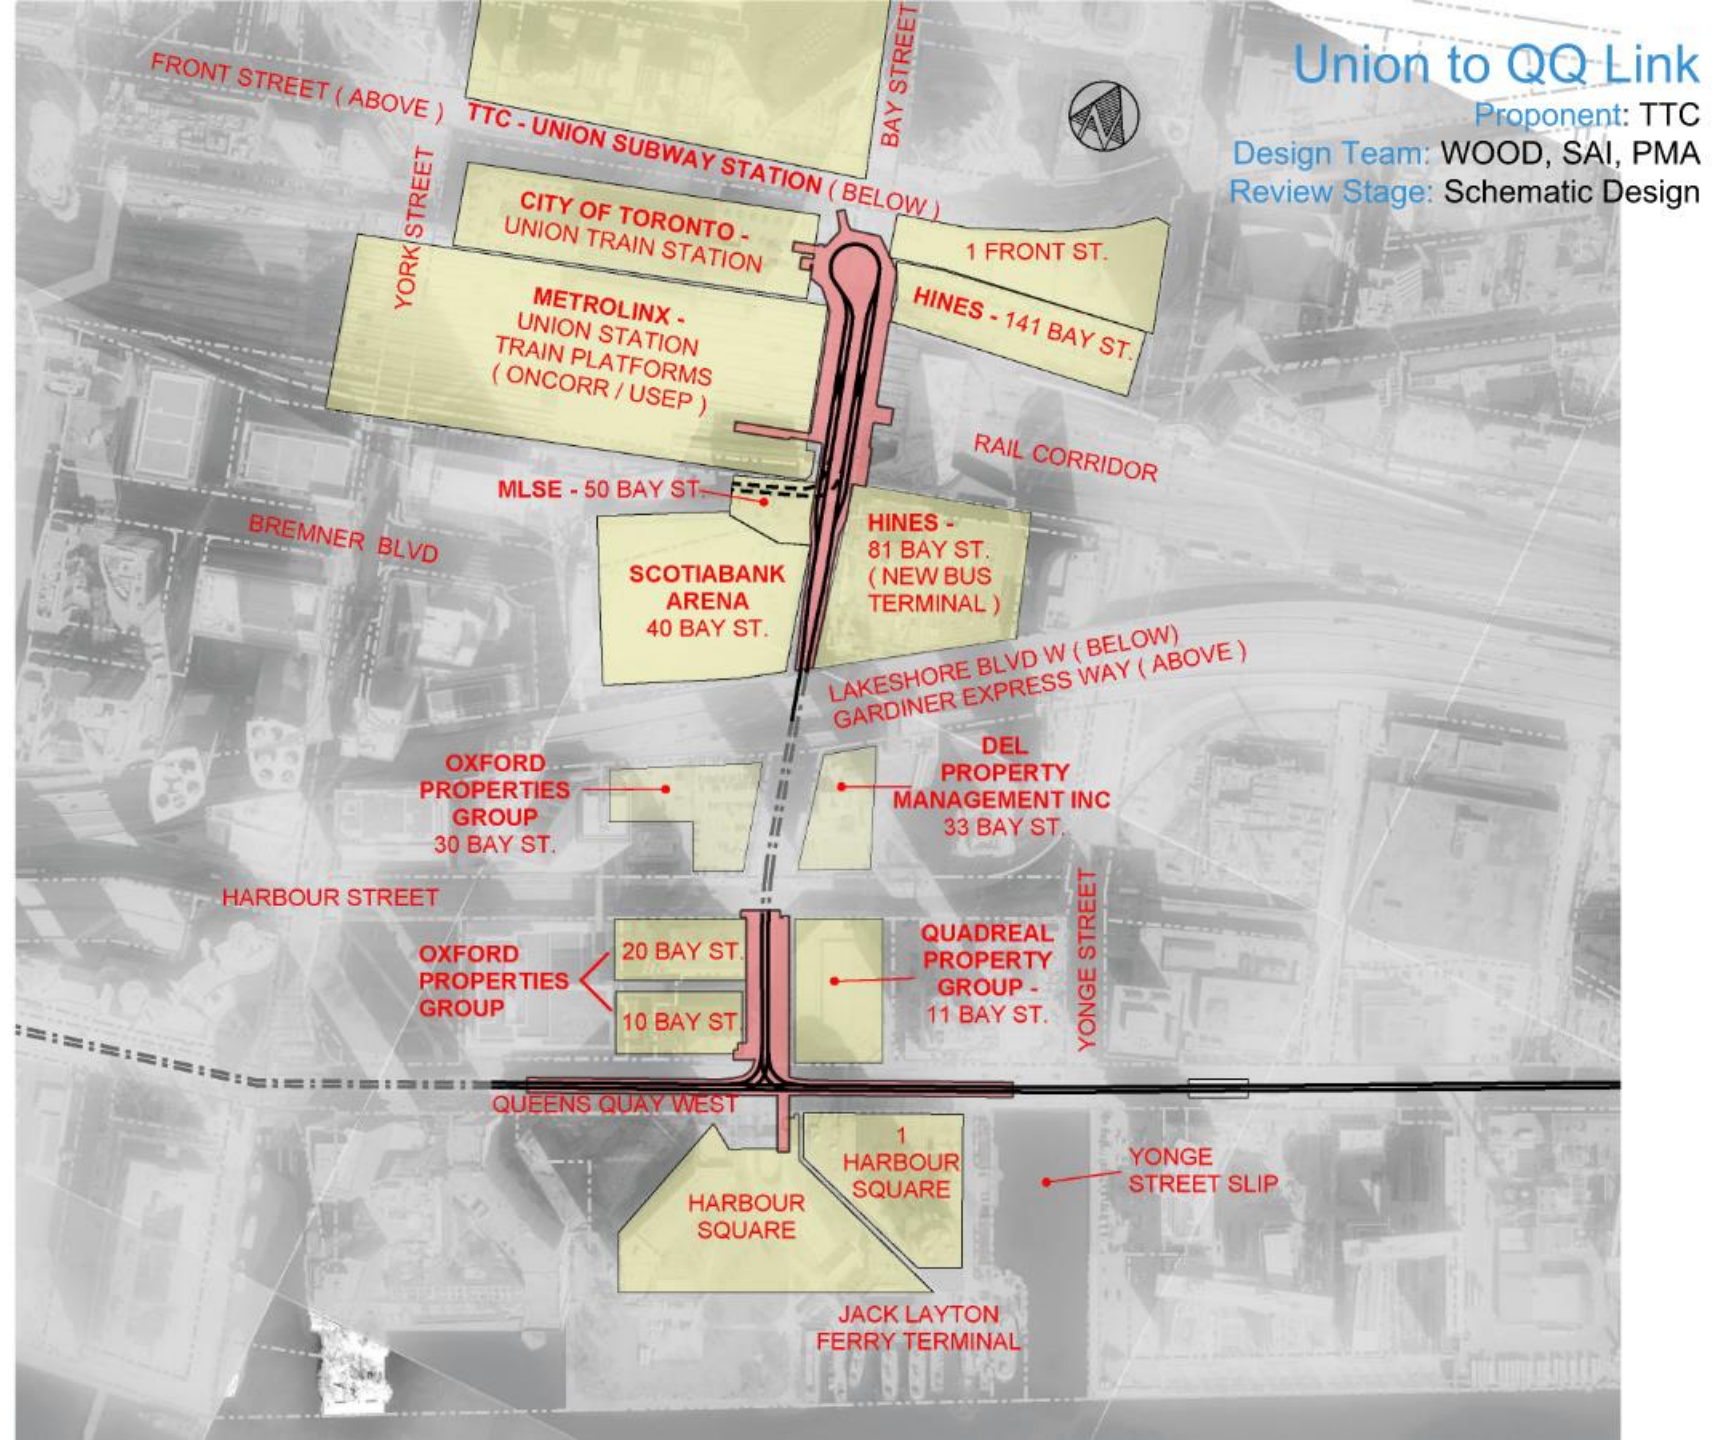 Union to QQ Link
Proponent: TTC
Design Team: WOOD, SAI, PMA
Review Stage: Schematic Design
BAY STREET
FRONT STREET ( ABOVE )
TTC - UNION SUBWAY STATION ( BELOW )
YORK STREET
CITY OF TORONTO -
UNION TRAIN STATION
1 FRONT ST.
HINES - 141 BAY ST.
METROLINX -
UNION STATION
TRAIN PLATFORMS
( ONCORR / USEP )
RAIL CORRIDOR
MLSE - 50 BAY ST.
BREMNER BLVD
HINES -
81 BAY ST.
( NEW BUS
TERMINAL )
SCOTIABANK
ARENA
40 BAY ST.
LAKESHORE BLVD W ( BELOW)
GARDINER EXPRESS WAY ( ABOVE )
OXFORD
PROPERTIES
GROUP
30 BAY ST.
DEL
PROPERTY
MANAGEMENT INC
33 BAY ST.
HARBOUR STREET
YONGE STREET
OXFORD
PROPERTIES
GROUP
20 BAY ST.
10 BAY ST.
QUADREAL
PROPERTY
GROUP -
11 BAY ST.
QUEENS QUAY WEST
1
HARBOUR
SQUARE
HARBOUR
SQUARE
YONGE
STREET SLIP
JACK LAYTON
FERRY TERMINAL